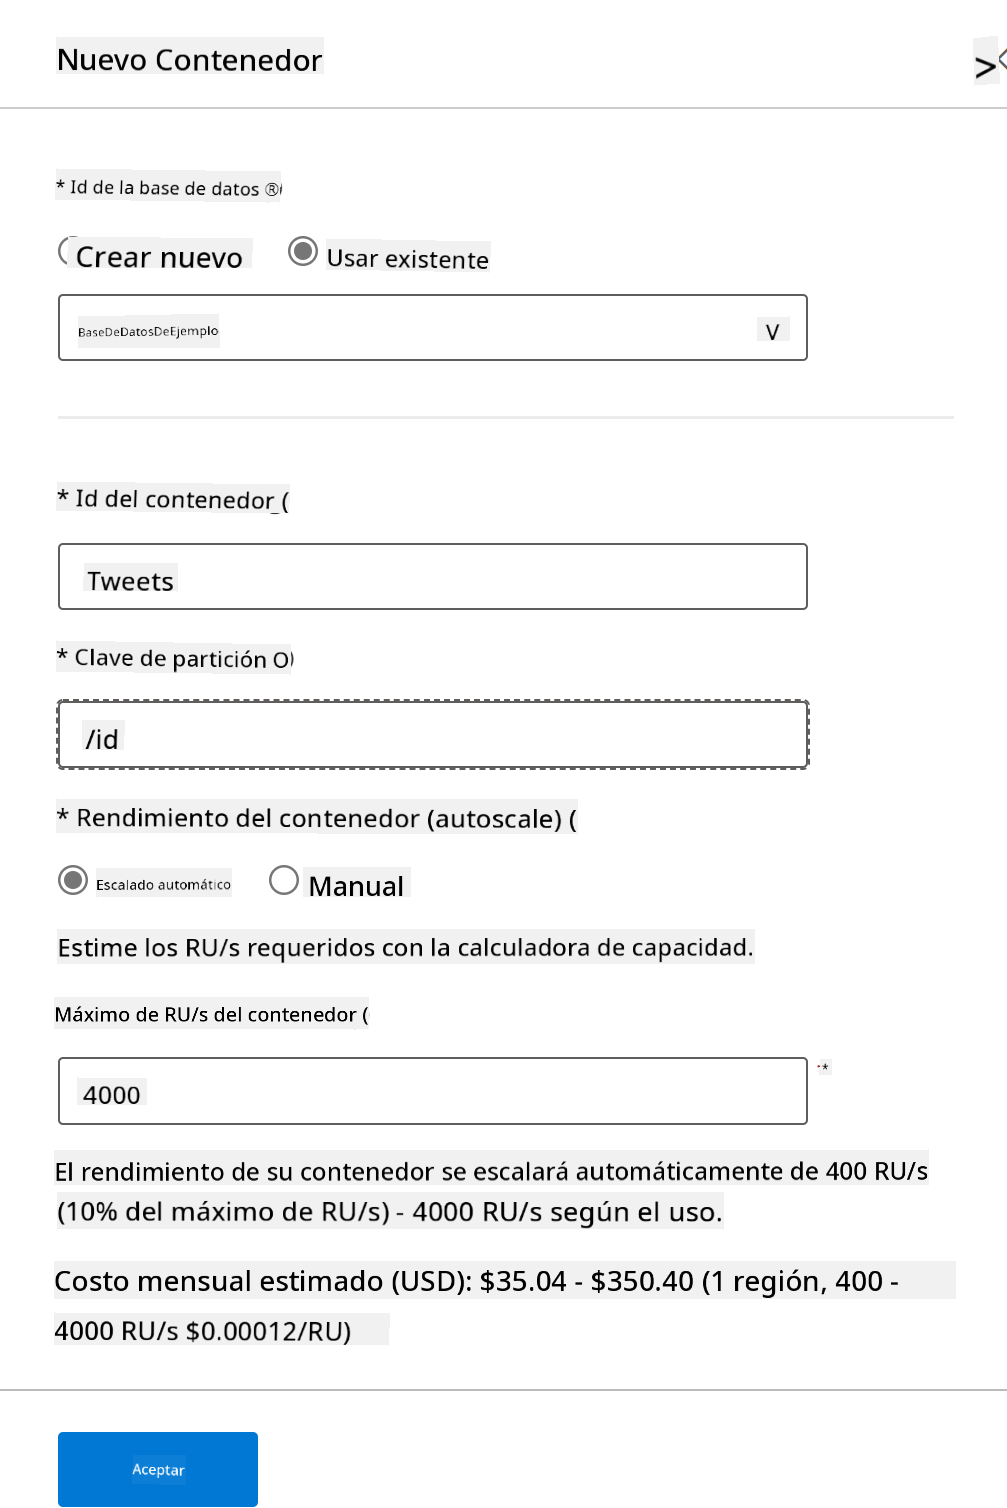 Nuevo Contenedor >
* Id de la base de datos ®
Crear nuevo Usar existente
BaseDeDatosDeEjemplo V
* Id del contenedor (
Tweets
* Clave de partición O
/id
* Rendimiento del contenedor (autoscale) (
Escalado automático Manual
Estime los RU/s requeridos con la calculadora de capacidad.
Máximo de RU/s del contenedor (
4000 *
El rendimiento de su contenedor se escalará automáticamente de 400 RU/s
(10% del máximo de RU/s) - 4000 RU/s según el uso.
Costo mensual estimado (USD): $35.04 - $350.40 (1 región, 400 -
4000 RU/s $0.00012/RU)
Aceptar